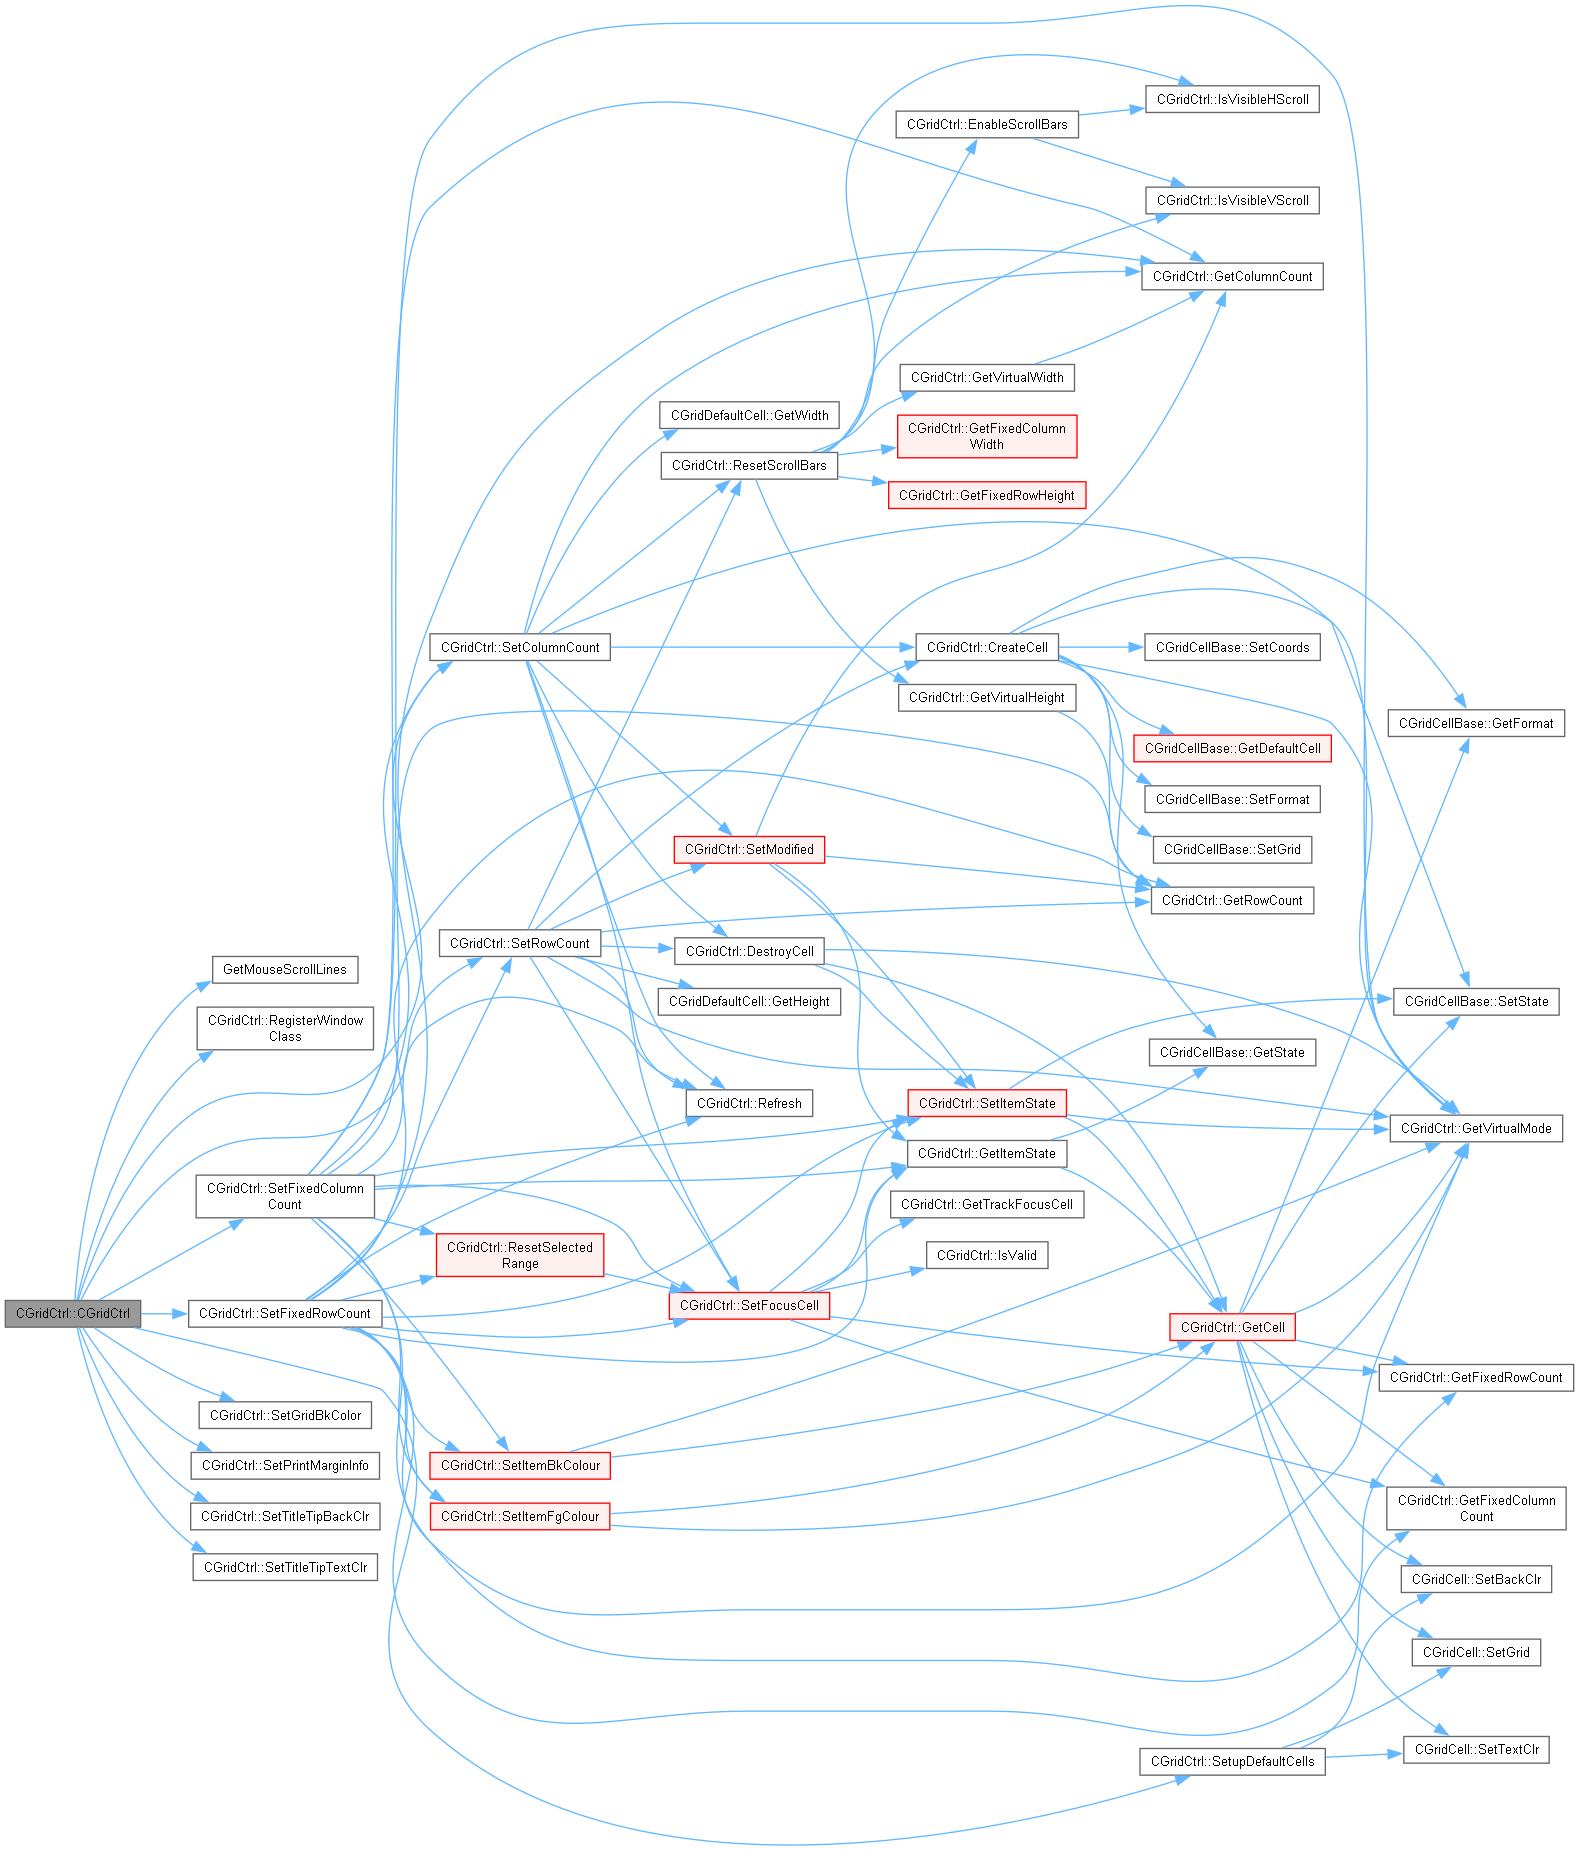 CGridCtrl::IsVisibleHScroll
CGridCtrl::EnableScrollBars
CGridCtrl::IsVisibleVScroll
CGridCtrl::GetColumnCount
CGridCtrl::GetVirtualWidth
CGridDefaultCell::GetWidth
CGridCtrl::GetFixedColumn
Width
CGridCtrl::ResetScrollBars
CGridCtrl::GetFixedRowHeight
CGridCtrl::SetColumnCount
CGridCtrl::CreateCell
CGridCellBase::SetCoords
CGridCtrl::GetVirtualHeight
CGridCellBase::GetFormat
CGridCellBase::GetDefaultCell
CGridCellBase::SetFormat
CGridCtrl::SetModified
CGridCellBase::SetGrid
CGridCtrl::GetRowCount
CGridCtrl::SetRowCount
CGridCtrl::DestroyCell
GetMouseScrollLines
CGridDefaultCell::GetHeight
CGridCellBase::SetState
CGridCtrl::RegisterWindow
Class
CGridCellBase::GetState
CGridCtrl::Refresh
CGridCtrl::SetItemState
CGridCtrl::GetVirtualMode
CGridCtrl::GetItemState
CGridCtrl::SetFixedColumn
Count
CGridCtrl::GetTrackFocusCell
CGridCtrl::ResetSelected
Range
CGridCtrl::IsValid
CGridCtrl::CGridCtrl
CGridCtrl::SetFixedRowCount
CGridCtrl::SetFocusCell
CGridCtrl::GetCell
CGridCtrl::GetFixedRowCount
CGridCtrl::SetGridBkColor
CGridCtrl::SetPrintMarginInfo
CGridCtrl::SetItemBkColour
CGridCtrl::GetFixedColumn
Count
CGridCtrl::SetTitleTipBackClr
CGridCtrl::SetItemFgColour
CGridCtrl::SetTitleTipTextClr
CGridCell::SetBackClr
CGridCell::SetGrid
CGridCtrl::SetupDefaultCells
CGridCell::SetTextClr